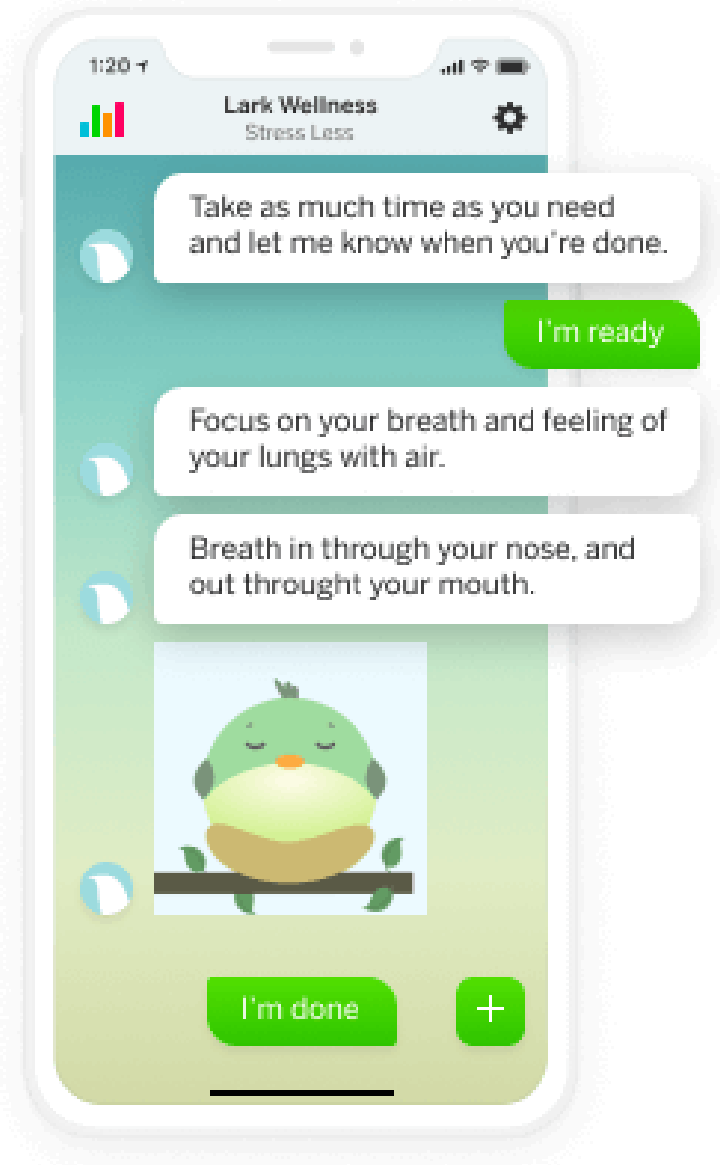 1:20
Lark Wellness
Stress Less
Take as much time as you need
and let me know when you're done.
I'm ready
Focus on your breath and feeling of
your lungs with air.
Breath in through your nose, and
out throught your mouth.
I'm done
+